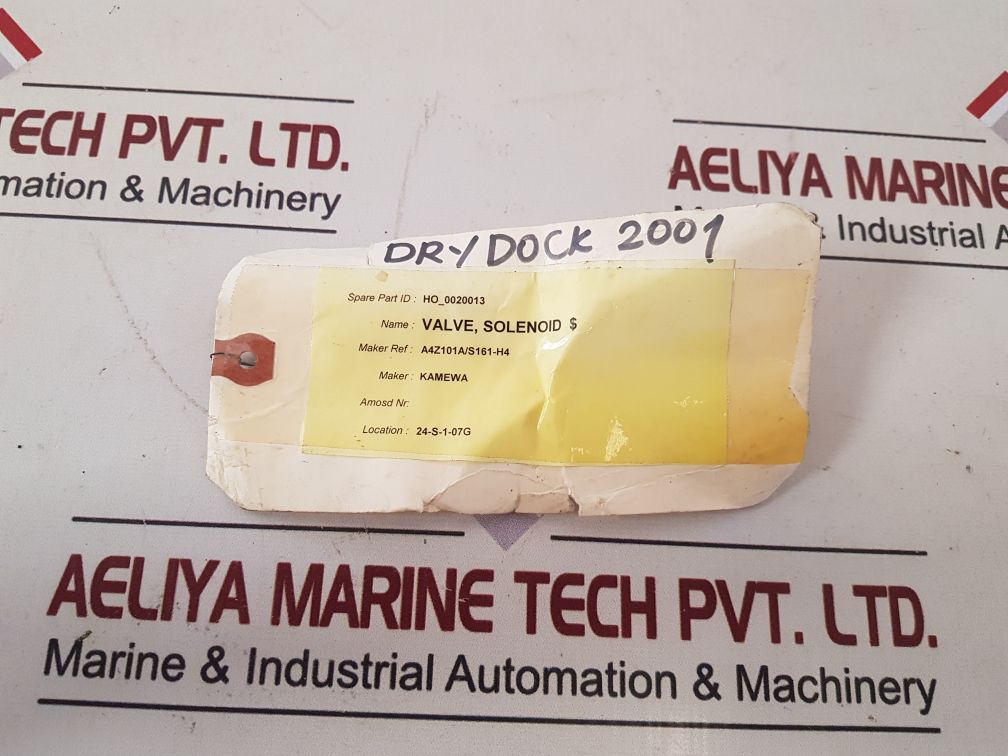 TECH PVT. LTD.
mation & Machinery
AELIYA MARINE
Industrial A
DRY DOCK 2001
Spare Part ID : HO_0020013
Name : VALVE, SOLENOID $
Maker Ref : A4Z101A/S161-H4
Maker : KAMEWA
Amosd Nr:
Location : 24-S-1-07G
AELIYA MARINE TECH PVT. LTD.
Marine & Industrial Automation & Machinery